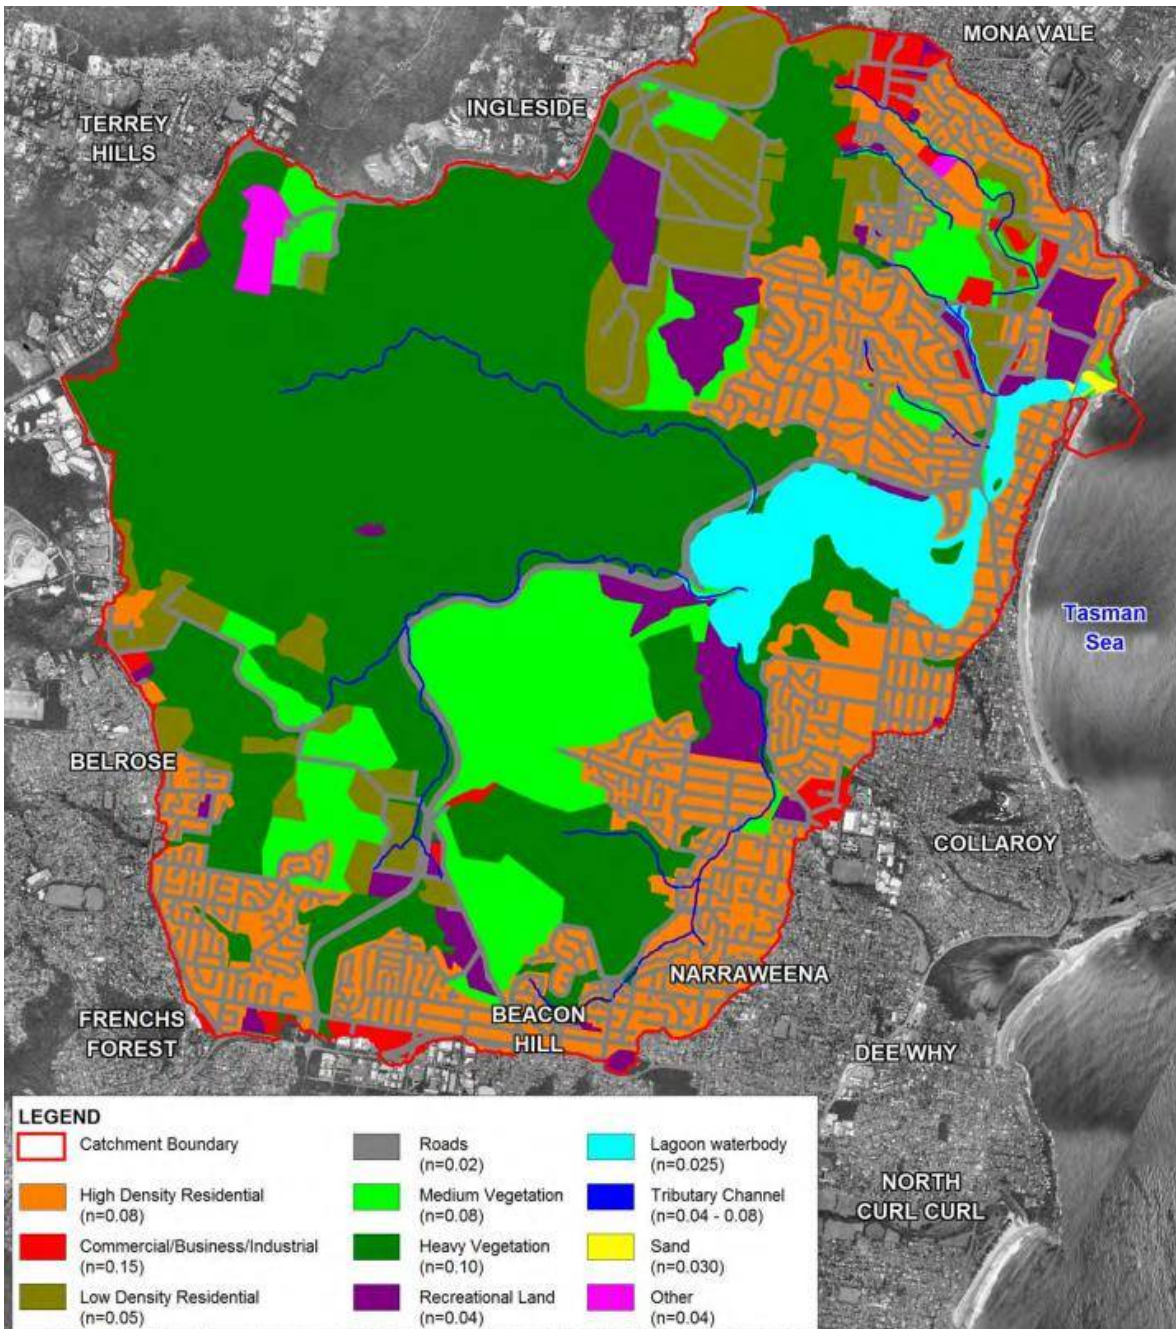 MONA VALE
INGLESIDE
TERREY
HILLS
Tasman
Sea
BELROSE
COLLAROY
NARRAWEENA
FRENCHS
FOREST
BEACON
HILL
DEE WHY
NORTH
CURL CURL
LEGEND
Catchment Boundary
High Density Residential
(n=0.08)
Commercial/Business/Industrial
(n=0.15)
Low Density Residential
(n=0.05)
Roads
(n=0.02)
Medium Vegetation
(n=0.08)
Heavy Vegetation
(n=0.10)
Recreational Land
(n=0.04)
Lagoon waterbody
(n=0.025)
Tributary Channel
(n=0.04 - 0.08)
Sand
(n=0.030)
Other
(n=0.04)